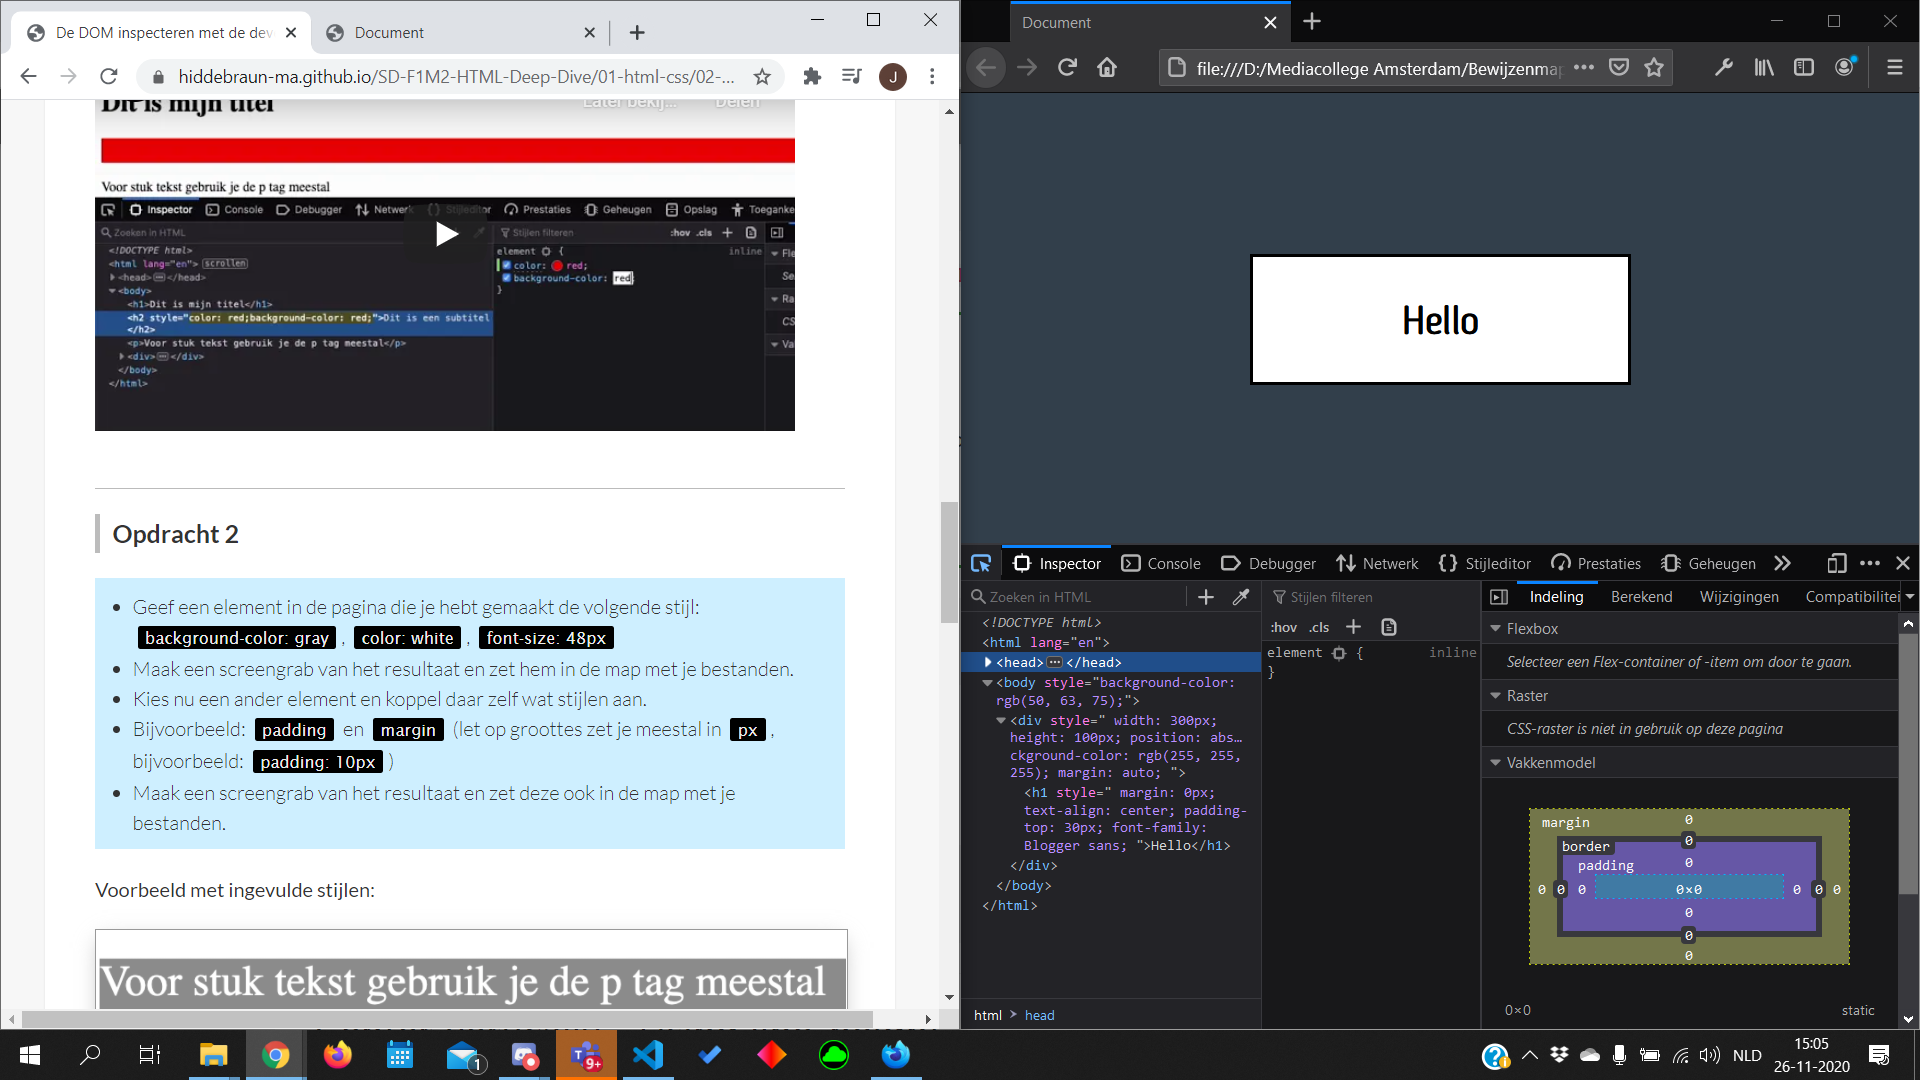 De DOM inspecteren met de dev
Document
hiddebraun-ma.github.io/SD-F1M2-HTML-Deep-Dive/01-html-css/02-...
J
Dit is mijn titel
Later bekij... Delen
Voor stuk tekst gebruik je de p tag meestal
Inspector Console Debugger Netwerk Stijleditor Prestaties Geheugen Opslag Toeganke
Zoeken in HTML
Stijlen filteren :hov .cls
<!DOCTYPE html>
<html lang="en"> scrollen
<head></head>
<body>
<h1>Dit is mijn titel</h1>
<h2 style="color: red;background-color: red;">Dit is een subtitel
</h2>
<p>Voor stuk tekst gebruik je de p tag meestal</p>
<div></div>
</body>
</html>
element { inline
color: red;
background-color: red
}
Fle
Se
Ra
CS
Va
Opdracht 2
• Geef een element in de pagina die je hebt gemaakt de volgende stijl:
background-color: gray , color: white , font-size: 48px
• Maak een screengrab van het resultaat en zet hem in de map met je bestanden.
• Kies nu een ander element en koppel daar zelf wat stijlen aan.
• Bijvoorbeeld: padding en margin (let op groottes zet je meestal in px ,
bijvoorbeeld: padding: 10px )
• Maak een screengrab van het resultaat en zet deze ook in de map met je
bestanden.
Voorbeeld met ingevulde stijlen:
Voor stuk tekst gebruik je de p tag meestal
Document
file:///D:/Mediacollege Amsterdam/Bewijzenmap
Hello
Inspector Console Debugger Netwerk Stijleditor Prestaties Geheugen
Zoeken in HTML
<!DOCTYPE html>
<html lang="en">
<head></head>
<body style="background-color:
rgb(50, 63, 75);">
<div style=" width: 300px;
height: 100px; position: abs…
ckground-color: rgb(255, 255,
255); margin: auto; ">
<h1 style=" margin: 0px;
text-align: center; padding-
top: 30px; font-family:
Blogger sans; ">Hello</h1>
</div>
</body>
</html>
html > head
Stijlen filteren
:hov .cls
element { inline
}
Indeling Berekend Wijzigingen Compatibilitei
Flexbox
Selecteer een Flex-container of -item om door te gaan.
Raster
CSS-raster is niet in gebruik op deze pagina
Vakkenmodel
margin 0
border 0
padding 0
0 0 0 0×0 0 0 0
0
0
0
0×0 static
1
9+
NLD
15:05
26-11-2020